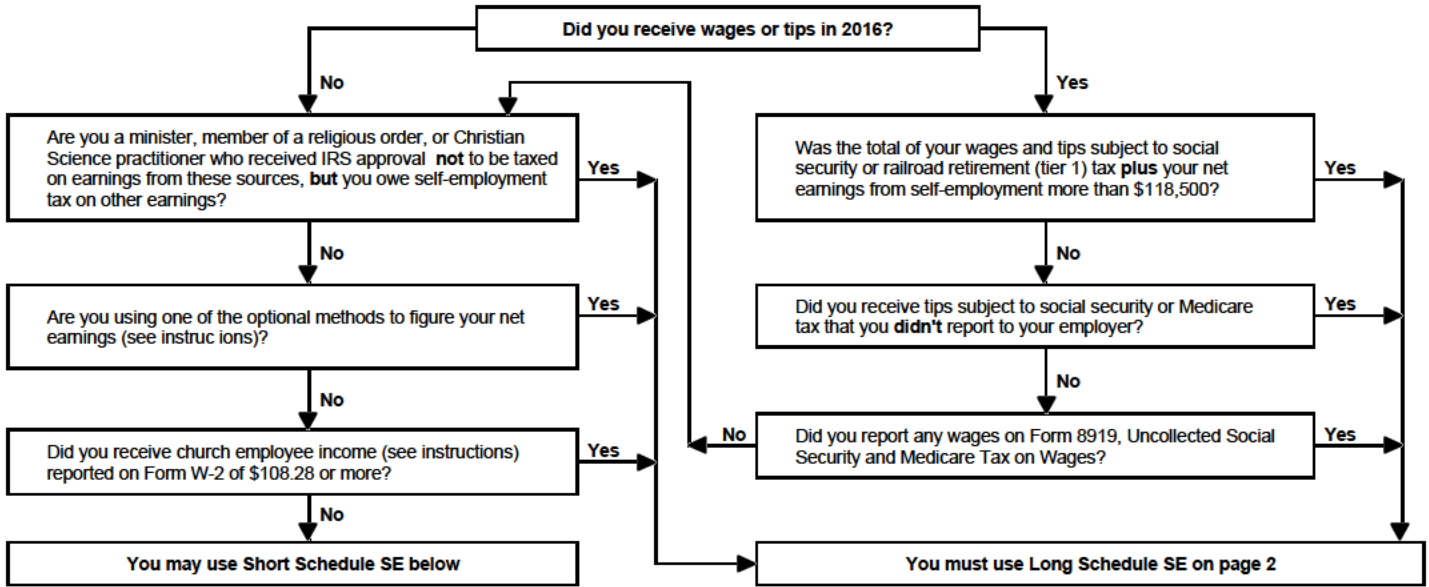 Did you receive wages or tips in 2016?
No
Yes
Are you a minister, member of a religious order, or Christian
Science practitioner who received IRS approval not to be taxed
on earnings from these sources, but you owe self-employment
tax on other earnings?
Yes
Was the total of your wages and tips subject to social
security or railroad retirement (tier 1) tax plus your net
earnings from self-employment more than $118,500?
Yes
No
No
Are you using one of the optional methods to figure your net
earnings (see instruc ions)?
Yes
Did you receive tips subject to social security or Medicare
tax that you didn't report to your employer?
Yes
No
No
Did you receive church employee income (see instructions)
reported on Form W-2 of $108.28 or more?
Yes
No
Did you report any wages on Form 8919, Uncollected Social
Security and Medicare Tax on Wages?
Yes
No
You may use Short Schedule SE below
You must use Long Schedule SE on page 2